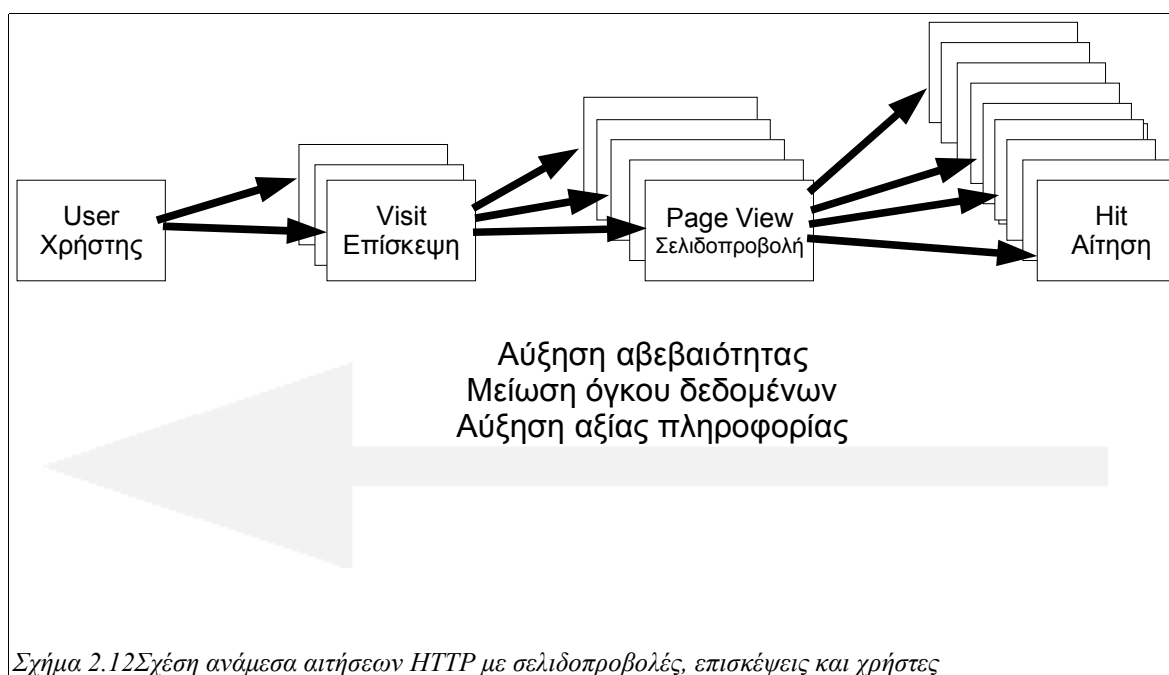 User
Χρήστης
Visit
Επίσκεψη
Page View
Σελιδοπροβολή
Hit
Αίτηση
Αύξηση αβεβαιότητας
Μείωση όγκου δεδομένων
Αύξηση αξίας πληροφορίας
Σχήμα 2.12Σχέση ανάμεσα αιτήσεων HTTP με σελιδοπροβολές, επισκέψεις και χρήστες